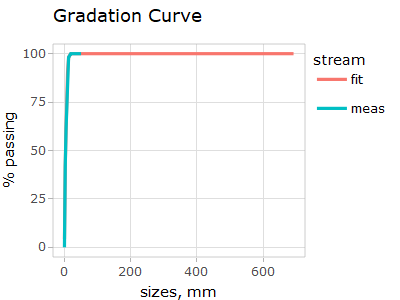 Gradation Curve
stream
fit
meas
% passing
100
75
50
25
0
0 200 400 600
sizes, mm